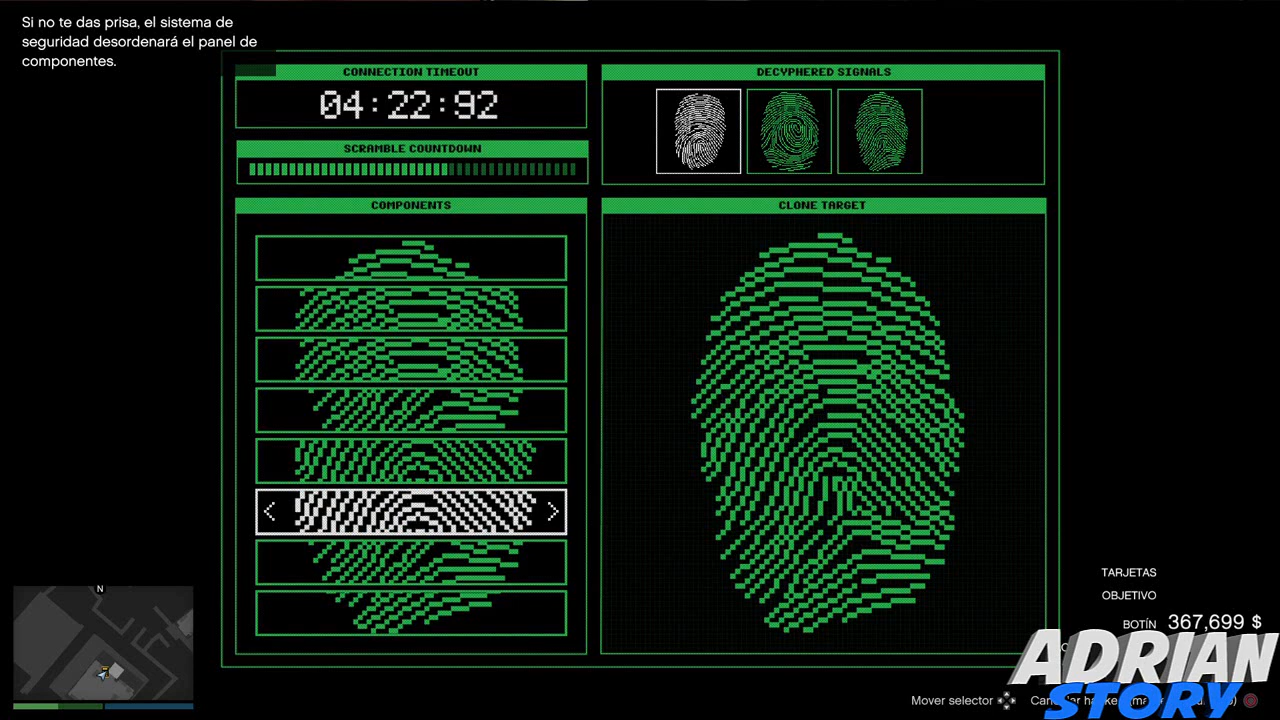 Si no te das prisa, el sistema de
seguridad desordenará el panel de
componentes.
CONNECTION TIMEOUT
04:22:92
SCRAMBLE COUNTDOWN
COMPONENTS
DECYPHERED SIGNALS
CLONE TARGET
N
TARJETAS
OBJETIVO
BOTÍN 367,699 $
ADRIAN
STORY
Mover selector